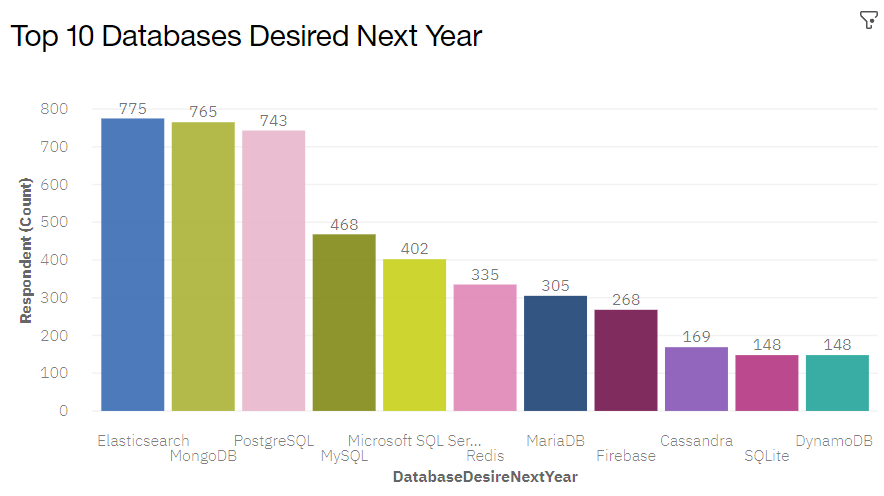 Top 10 Databases Desired Next Year
800
700
600
500
400
300
200
100
0
Respondent (Count)
775
765
743
468
402
335
305
268
169
148
148
Elasticsearch
MongoDB
PostgreSQL
MySQL
Microsoft SQL Ser...
Redis
MariaDB
Firebase
Cassandra
SQLite
DynamoDB
DatabaseDesireNextYear